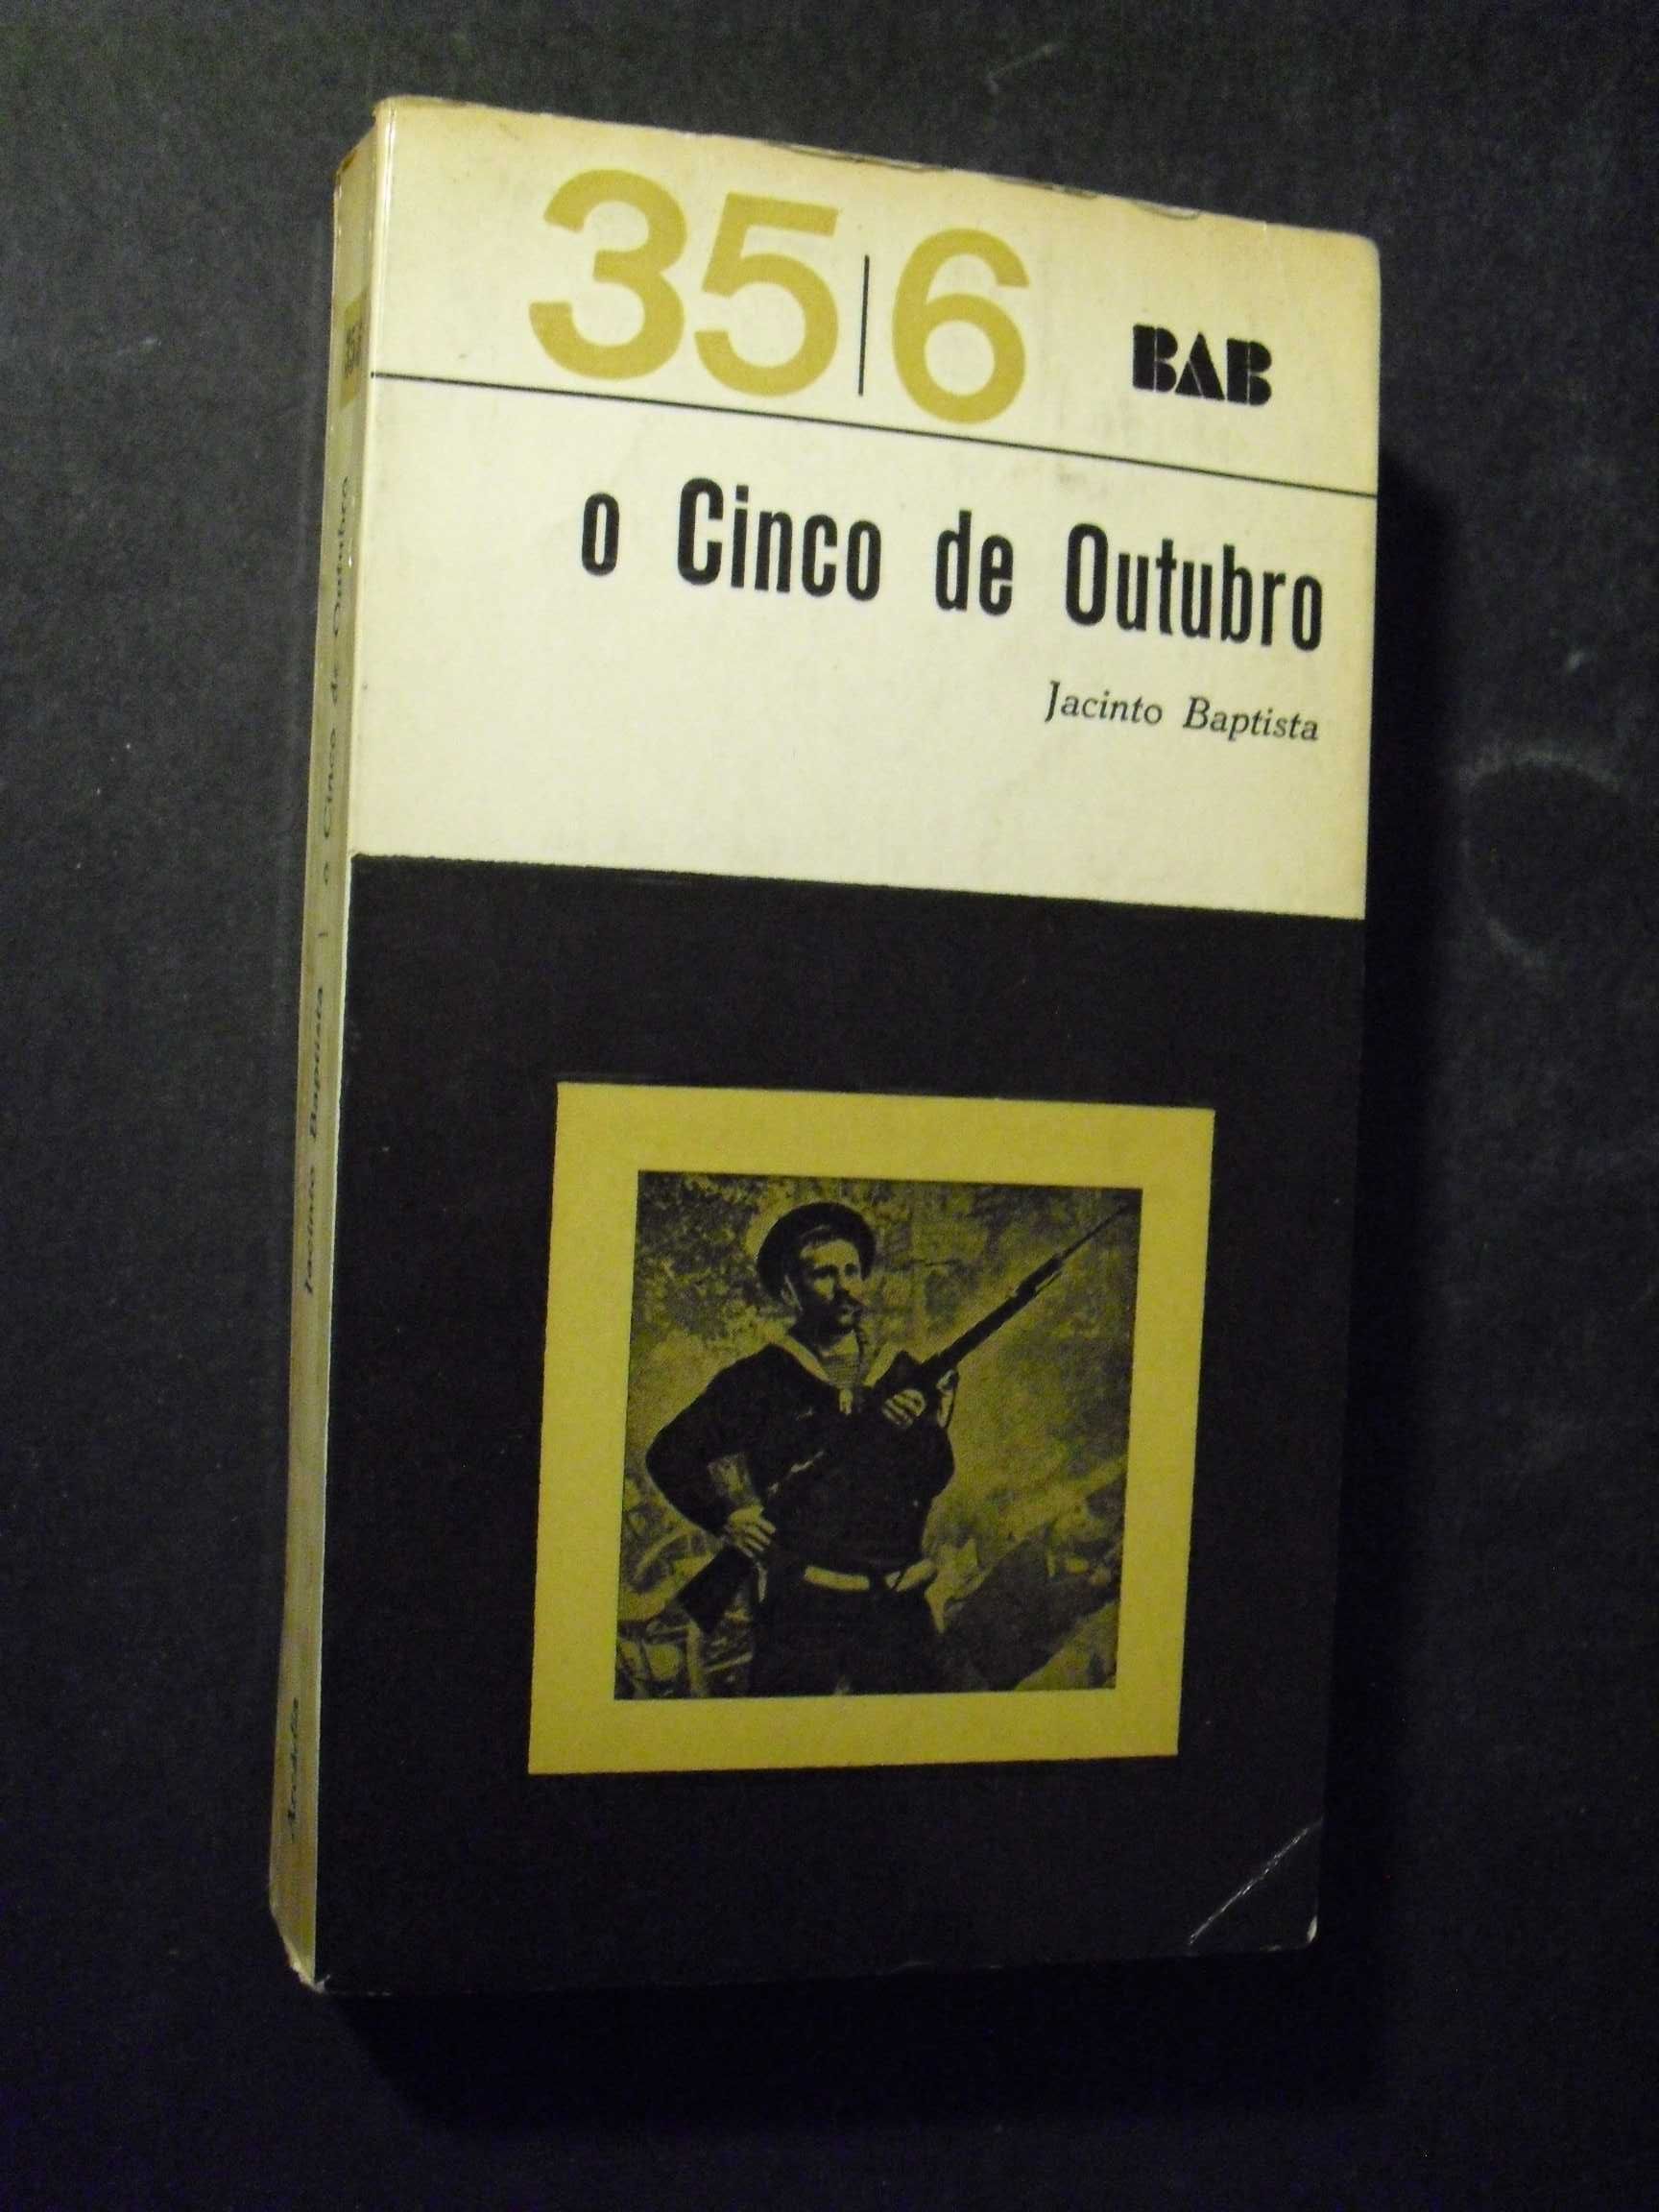 35|6
BAB
o Cinco de Outubro
Jacinto Baptista
Jacinto Baptista | o Cinco de Outubro
Arcádia